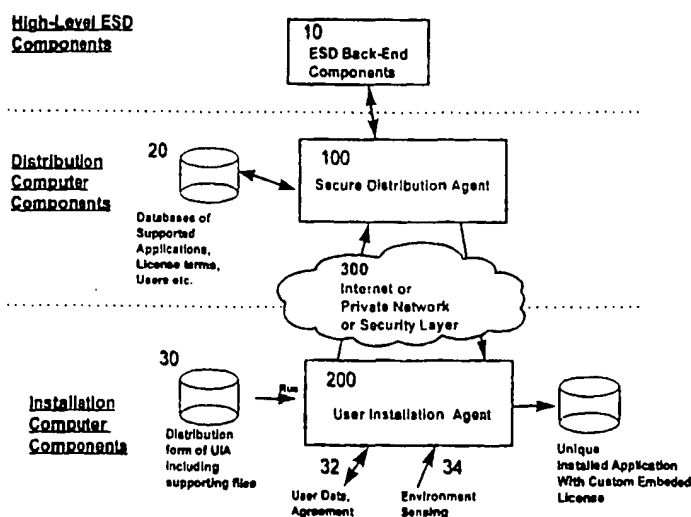 High-Level ESD
Components
10
ESD Back-End
Components
Distribution
Computer
Components
20
Databases of
Supported
Applications,
License terms,
Users etc.
100
Secure Distribution Agent
300
Internet or
Private Network
or Security Layer
Installation
Computer
Components
30
Distribution
form of UIA
including
supporting files
Run
200
User Installation Agent
32
User Data,
Agreement
34
Environment
Sensing
Unique
Installed Application
With Custom Embeded
License